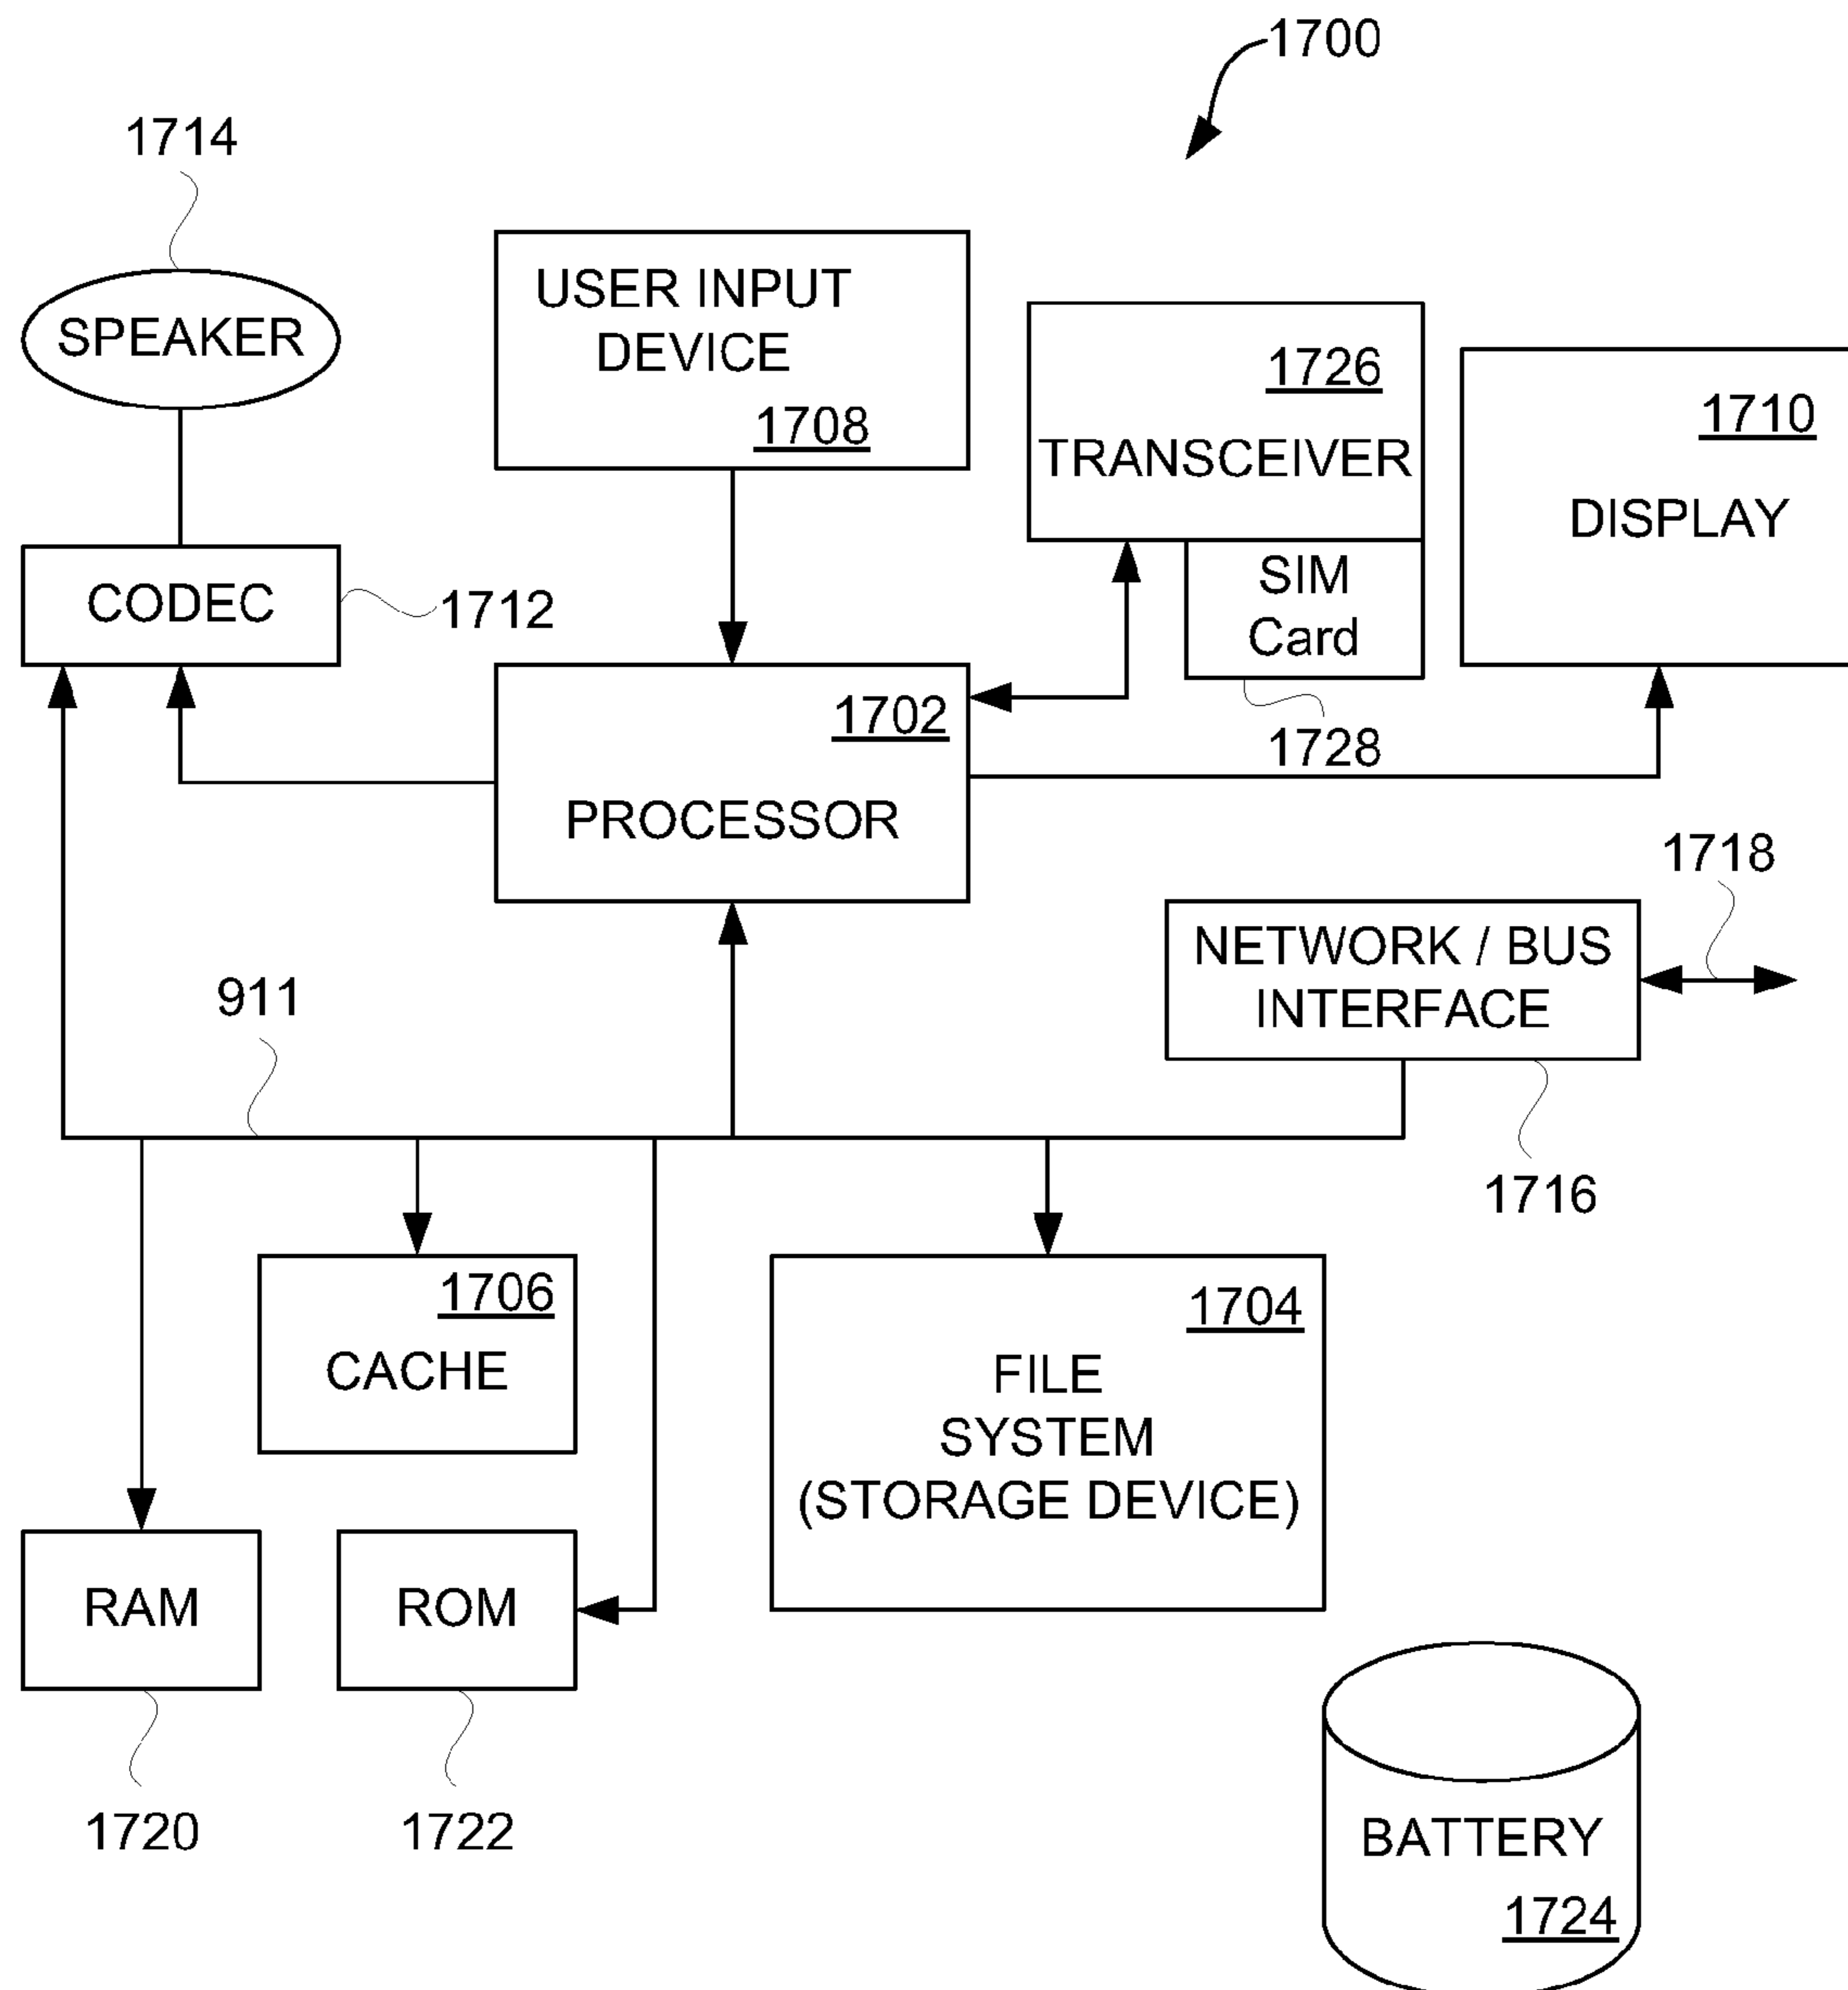 1700
1714
SPEAKER
USER INPUT
DEVICE
1708
1726
TRANSCEIVER
1710
DISPLAY
CODEC
1712
SIM
Card
1728
1702
PROCESSOR
1718
NETWORK / BUS
INTERFACE
911
1716
1706
CACHE
1704
FILE
SYSTEM
(STORAGE DEVICE)
RAM
ROM
1720
1722
BATTERY
1724